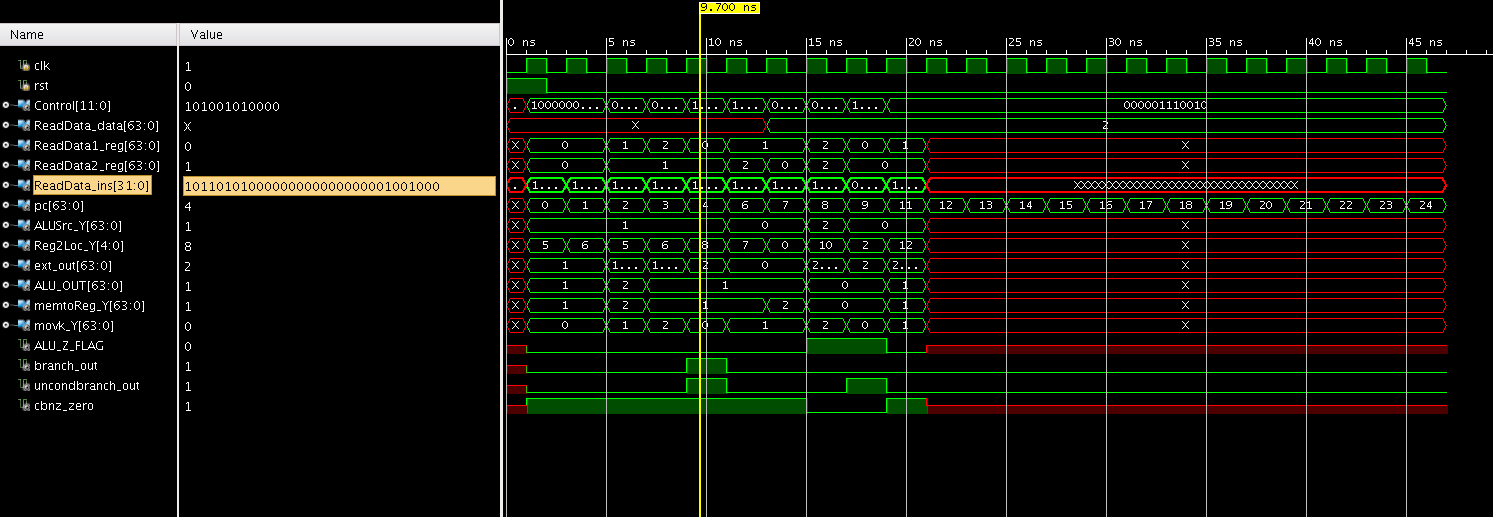 9.700 ns
Name Value
0 ns 5 ns 10 ns 15 ns 20 ns 25 ns 30 ns 35 ns 40 ns 45 ns
clk 1
rst 0
Control[11:0] 101001010000 . 1000000... 0... 0... 1... 1... 0... 0... 1... 000001110010
ReadData_data[63:0] X X 2
ReadData1_reg[63:0] 0 X 0 1 2 0 1 2 0 1 X
ReadData2_reg[63:0] 1 X 0 1 2 0 2 0 X
ReadData_ins[31:0] . 1... 1... 1... 1... 1... 1... 1... 1... 0... 1...
pc[63:0] 4 X 0 1 2 3 4 6 7 8 9 11 12 13 14 15 16 17 18 19 20 21 22 23 24
ALUSrc_Y[63:0] 1 X 1 0 2 0 X
Reg2Loc_Y[4:0] 8 X 5 6 5 6 8 7 0 10 2 12 X
ext_out[63:0] 2 X 1 1... 1... 2 0 2... 2 2... X
ALU_OUT[63:0] 1 X 1 2 1 0 1 X
memtoReg_Y[63:0] 1 X 1 2 1 2 0 1 X
movk_Y[63:0] 0 X 0 1 2 0 1 2 0 1 X
ALU_Z_FLAG 0
branch_out 1
uncondbranch_out 1
cbnz_zero 1